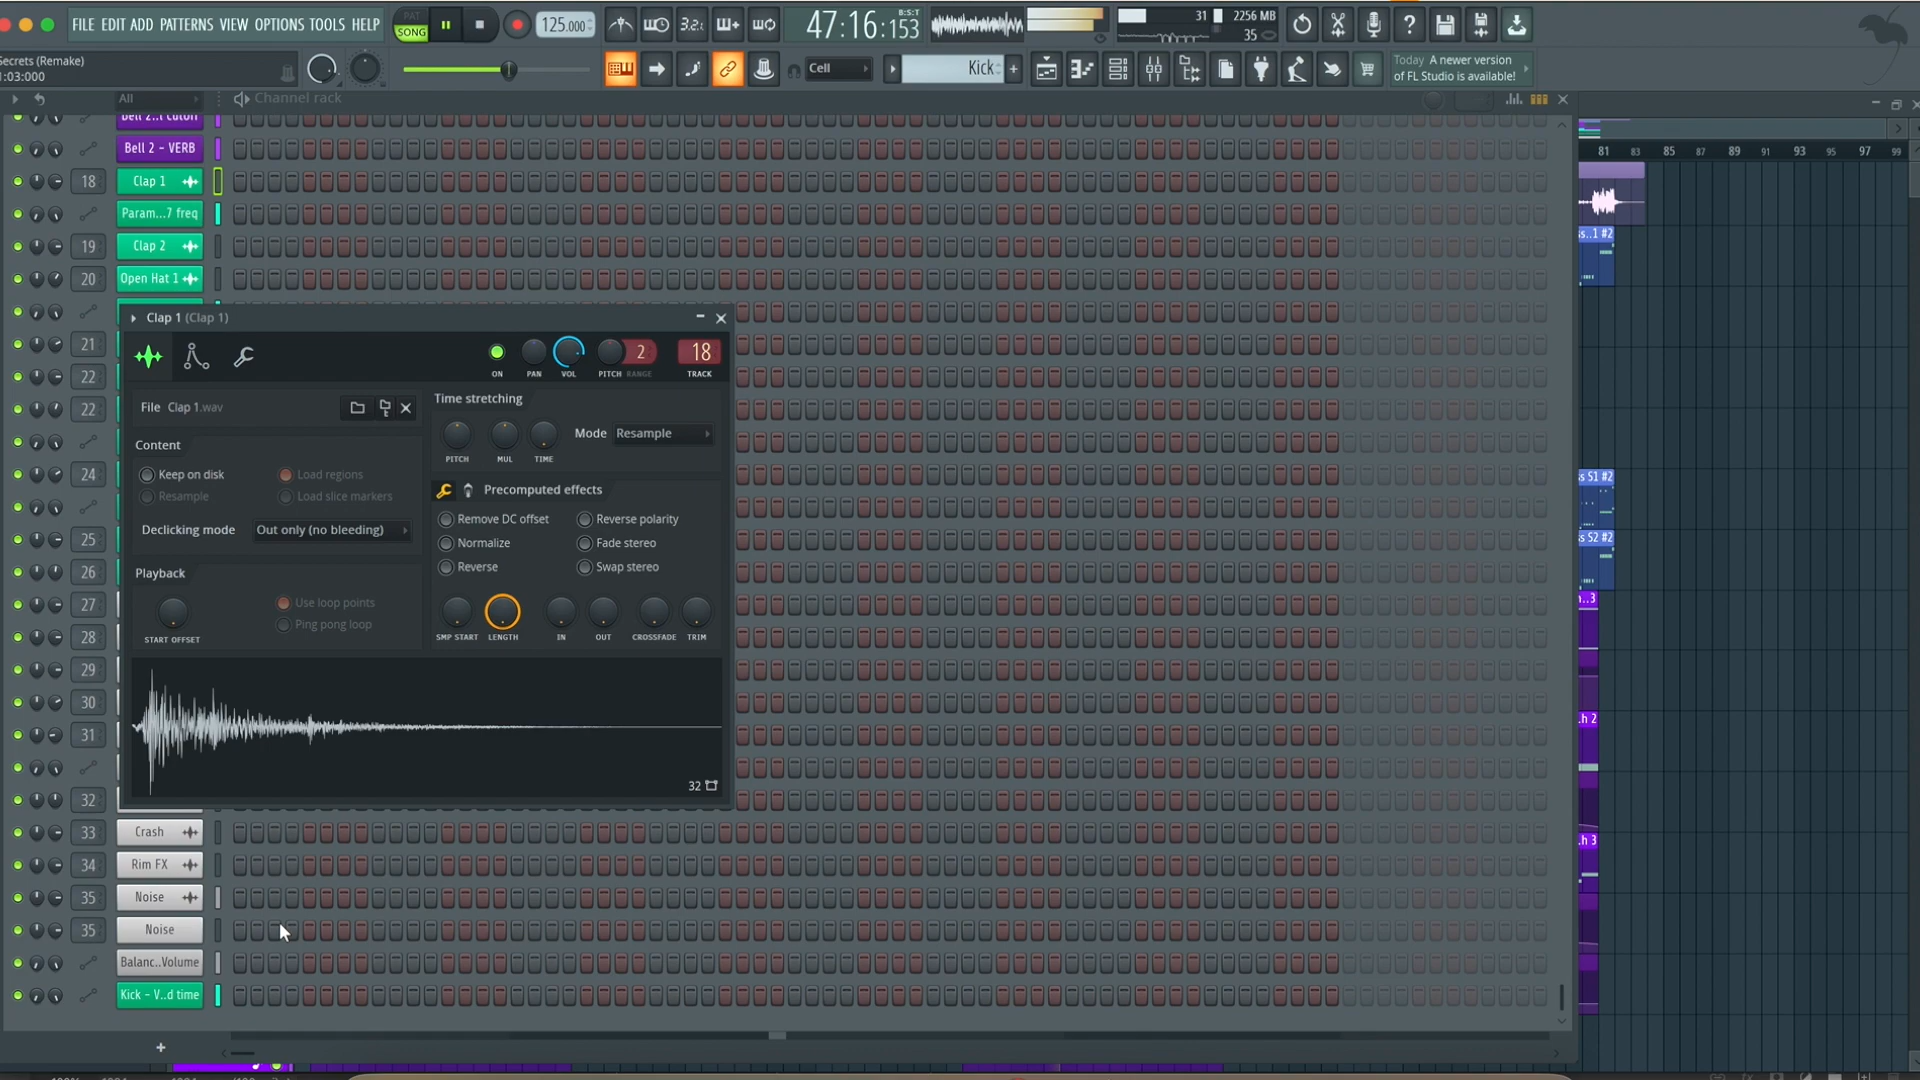 FILE EDIT ADD PATTERNS VIEW OPTIONS TOOLS HELP
PAT
SONG
125.000
3.2.
47:16:153
B:S:T
31
2256 MB
35
Secrets (Remake)
1:03:000
Cell
Kick
Today A newer version
of FL Studio is available!
All
Channel rack
Bell 2 - VERB
18
Clap 1
Param...7 freq
19
Clap 2
20
Open Hat 1
21
22
22
24
25
26
27
28
29
30
31
32
33
Crash
34
Rim FX
35
Noise
35
Noise
Balanc..Volume
Kick - V..d time
Clap 1 (Clap 1)
ON
PAN
VOL
PITCH
2
RANGE
18
TRACK
File Clap 1.wav
Content
Keep on disk
Load regions
Resample
Load slice markers
Declicking mode
Out only (no bleeding)
Playback
START OFFSET
Use loop points
Ping pong loop
Time stretching
PITCH
MUL
TIME
Mode
Resample
Precomputed effects
Remove DC offset
Reverse polarity
Normalize
Fade stereo
Reverse
Swap stereo
SMP START
LENGTH
IN
OUT
CROSSFADE
TRIM
32
81 83 85 87 89 91 93 95 97 99
s..1 #2
s S1 #2
s S2 #2
..3
.h 2
.h 3